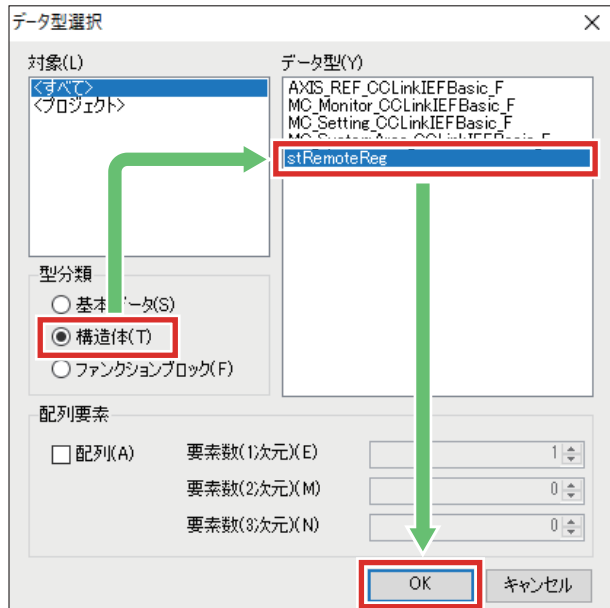 データ型選択
対象(L)
<すべて>
<プロジェクト>
データ型(Y)
AXIS_REF_CCLinkIEFBasic_F
MC_Monitor_CCLinkIEFBasic_F
MC_Setting_CCLinkIEFBasic_F
stRemoteReg
型分類
基本 ータ(S)
構造体(T)
ファンクションブロック(F)
配列要素
配列(A)
要素数(1次元)(E)
1
要素数(2次元)(M)
0
要素数(3次元)(N)
0
OK
キャンセル